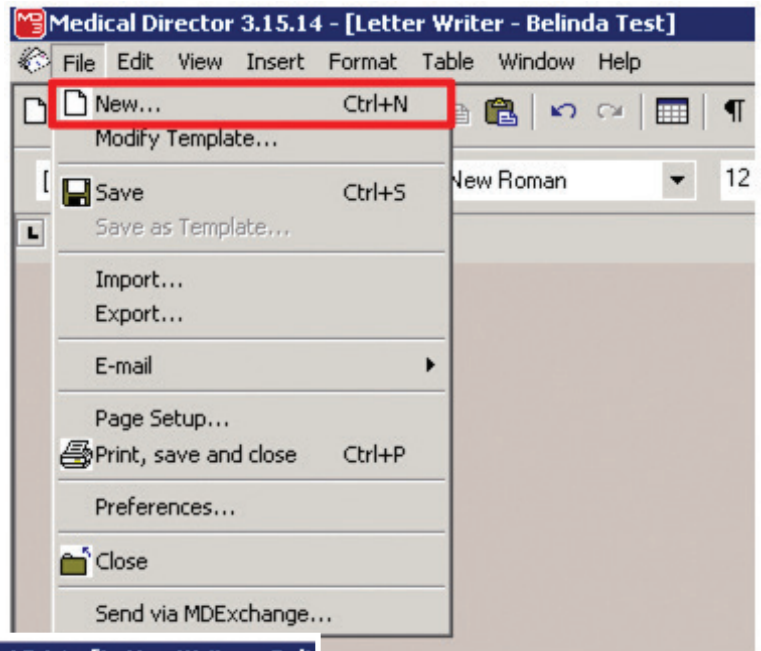 Medical Director 3.15.14 - [Letter Writer - Belinda Test]
File Edit View Insert Format Table Window Help
New... Ctrl+N
Modify Template...
New Roman 12
Save Ctrl+S
Save as Template...
Import...
Export...
E-mail
Page Setup...
Print, save and close Ctrl+P
Preferences...
Close
Send via MDExchange...